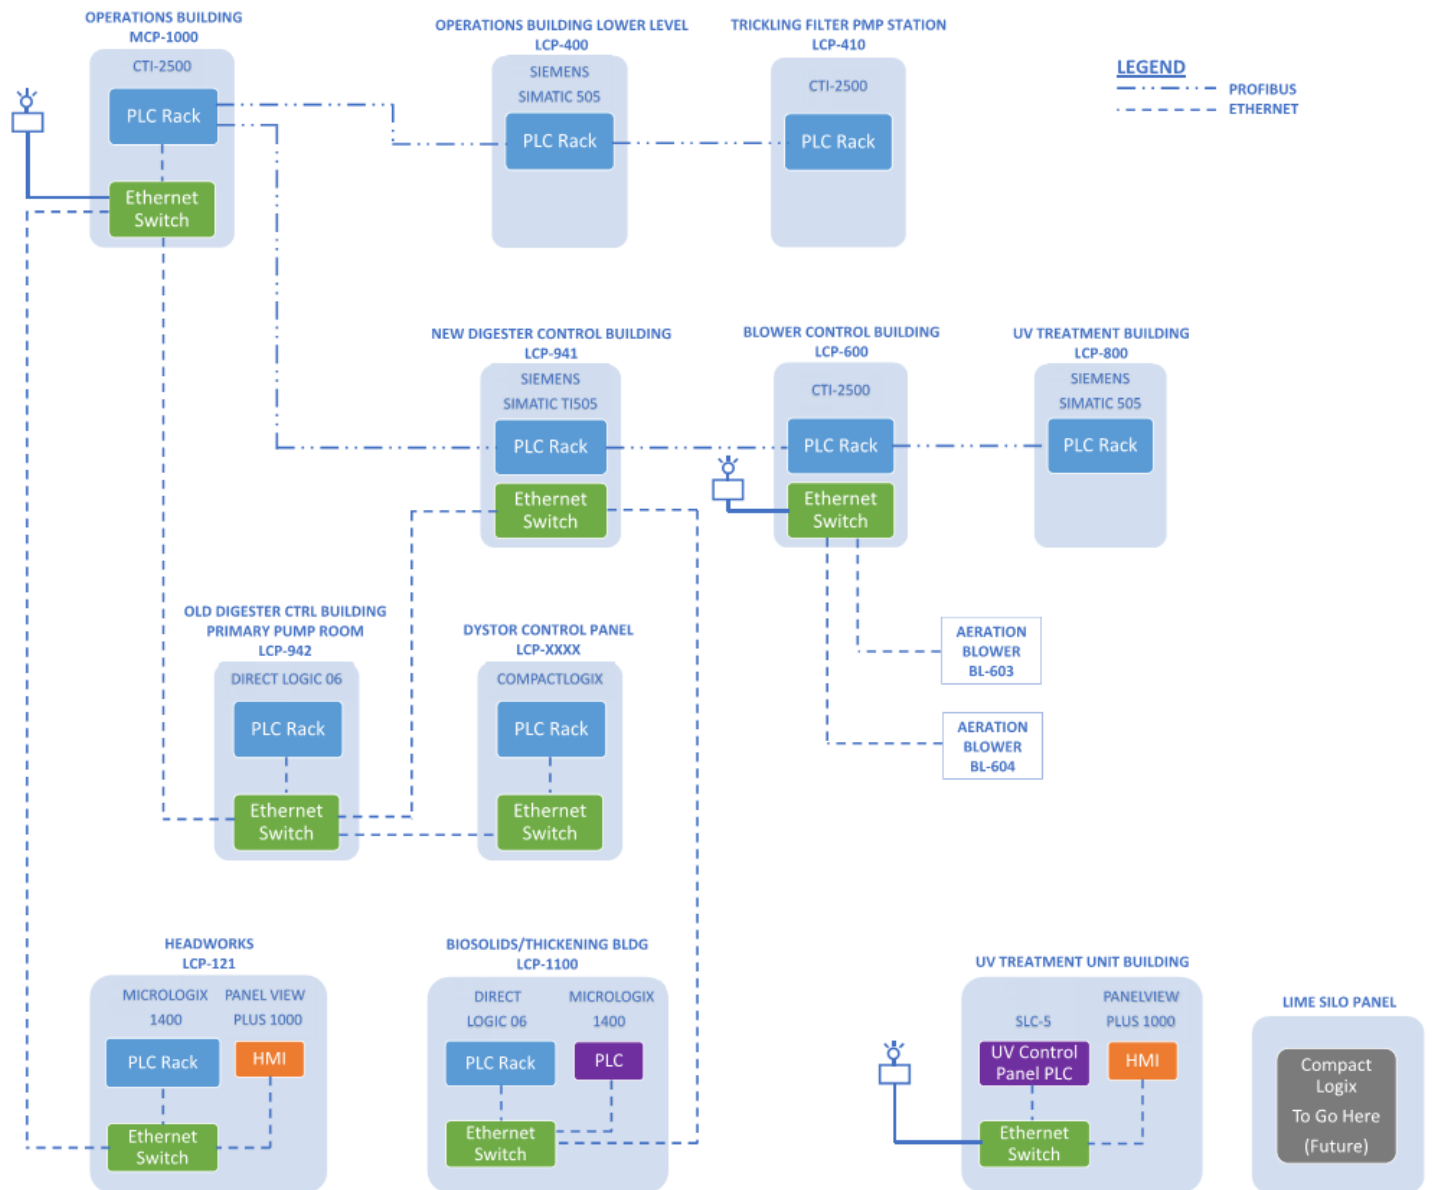 OPERATIONS BUILDING
MCP-1000
CTI-2500
PLC Rack
Ethernet
Switch
OPERATIONS BUILDING LOWER LEVEL
LCP-400
SIEMENS
SIMATIC 505
PLC Rack
TRICKLING FILTER PMP STATION
LCP-410
CTI-2500
PLC Rack
LEGEND
PROFIBUS
ETHERNET
NEW DIGESTER CONTROL BUILDING
LCP-941
SIEMENS
SIMATIC TI505
PLC Rack
Ethernet
Switch
BLOWER CONTROL BUILDING
LCP-600
CTI-2500
PLC Rack
Ethernet
Switch
UV TREATMENT BUILDING
LCP-800
SIEMENS
SIMATIC 505
PLC Rack
AERATION
BLOWER
BL-603
AERATION
BLOWER
BL-604
OLD DIGESTER CTRL BUILDING
PRIMARY PUMP ROOM
LCP-942
DIRECT LOGIC 06
PLC Rack
Ethernet
Switch
DYSTOR CONTROL PANEL
LCP-XXXX
COMPACTLOGIX
PLC Rack
Ethernet
Switch
HEADWORKS
LCP-121
MICROLOGIX
1400
PANEL VIEW
PLUS 1000
PLC Rack
HMI
Ethernet
Switch
BIOSOLIDS/THICKENING BLDG
LCP-1100
DIRECT
LOGIC 06
MICROLOGIX
1400
PLC Rack
PLC
Ethernet
Switch
UV TREATMENT UNIT BUILDING
SLC-5
PANELVIEW
PLUS 1000
UV Control
Panel PLC
HMI
Ethernet
Switch
LIME SILO PANEL
Compact
Logix
To Go Here
(Future)